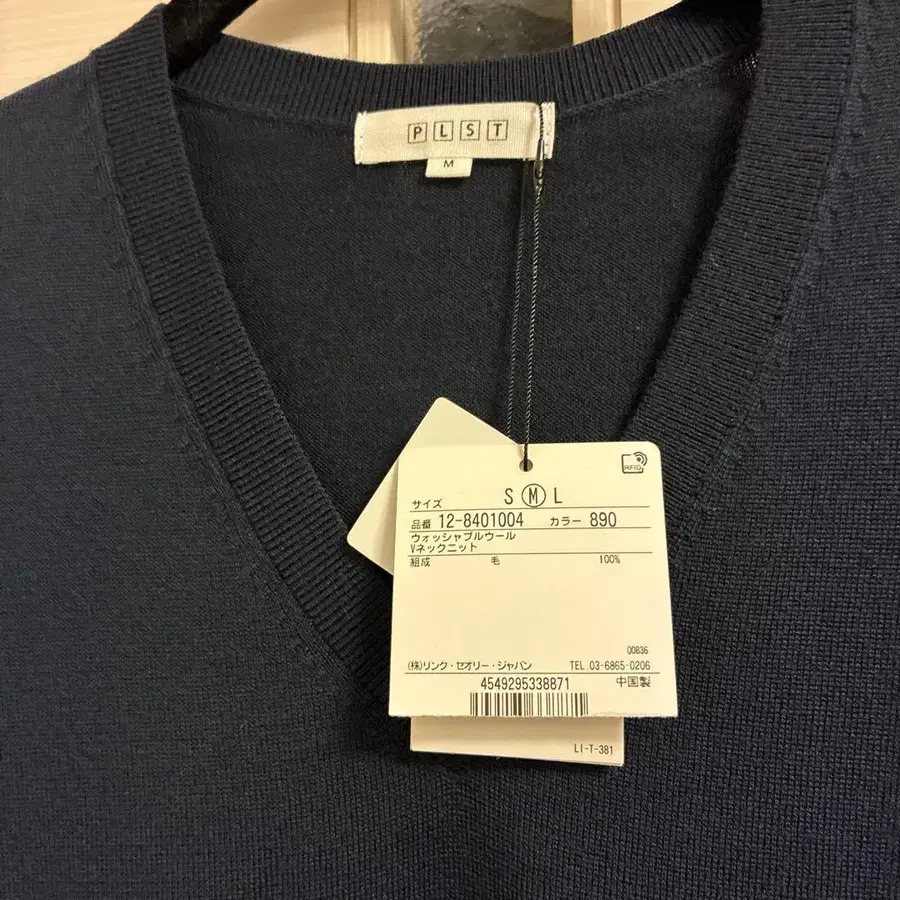 PLST
M
RFID
サイズ S M L
品番 12-8401004 カラー 890
ウォッシャブルウール
Vネックニット
組成 毛 100%
00836
(株)リンク・セオリー・ジャパン TEL.03-6865-0206
4549295338871 中国製
LI-T-381